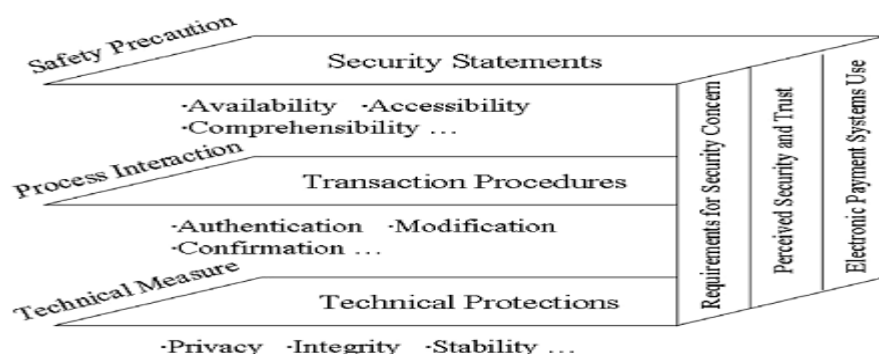 Safety Precaution
Security Statements
·Availability ·Accessibility
·Comprehensibility ...
Process Interaction
Transaction Procedures
·Authentication ·Modification
·Confirmation ...
Technical Measure
Technical Protections
·Privacy ·Integrity ·Stability ...
Requirements for Security Concern
Perceived Security and Trust
Electronic Payment Systems Use